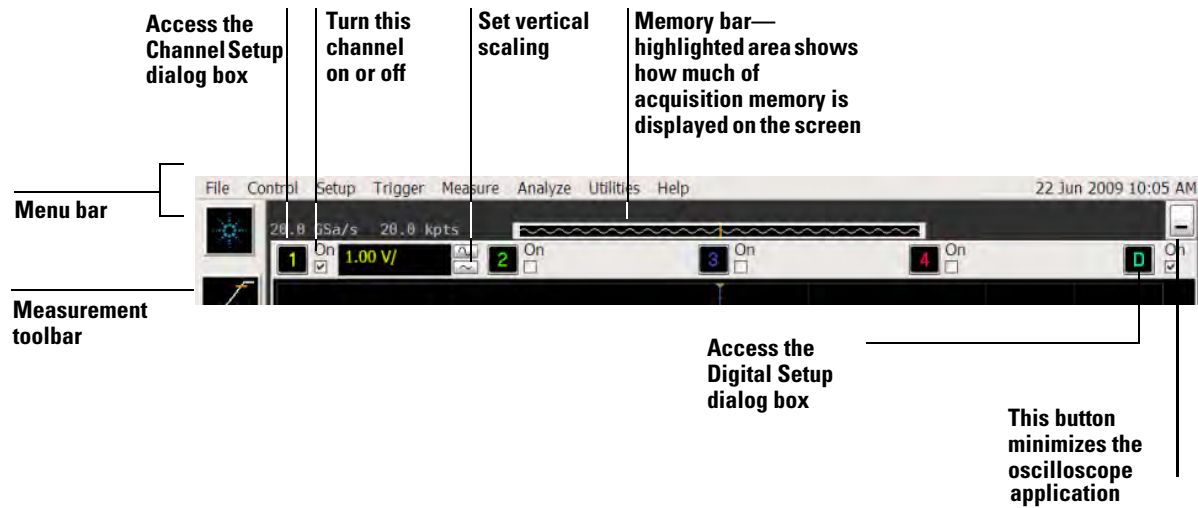 Access the
Channel Setup
dialog box
Turn this
channel
on or off
Set vertical
scaling
Memory bar—
highlighted area shows
how much of
acquisition memory is
displayed on the screen
Menu bar
File Control Setup Trigger Measure Analyze Utilities Help 22 Jun 2009 10:05 AM
20.0 GSa/s 20.0 kpts
1 On 1.00 V/ 2 On 3 On 4 On D On
Measurement
toolbar
Access the
Digital Setup
dialog box
This button
minimizes the
oscilloscope
application